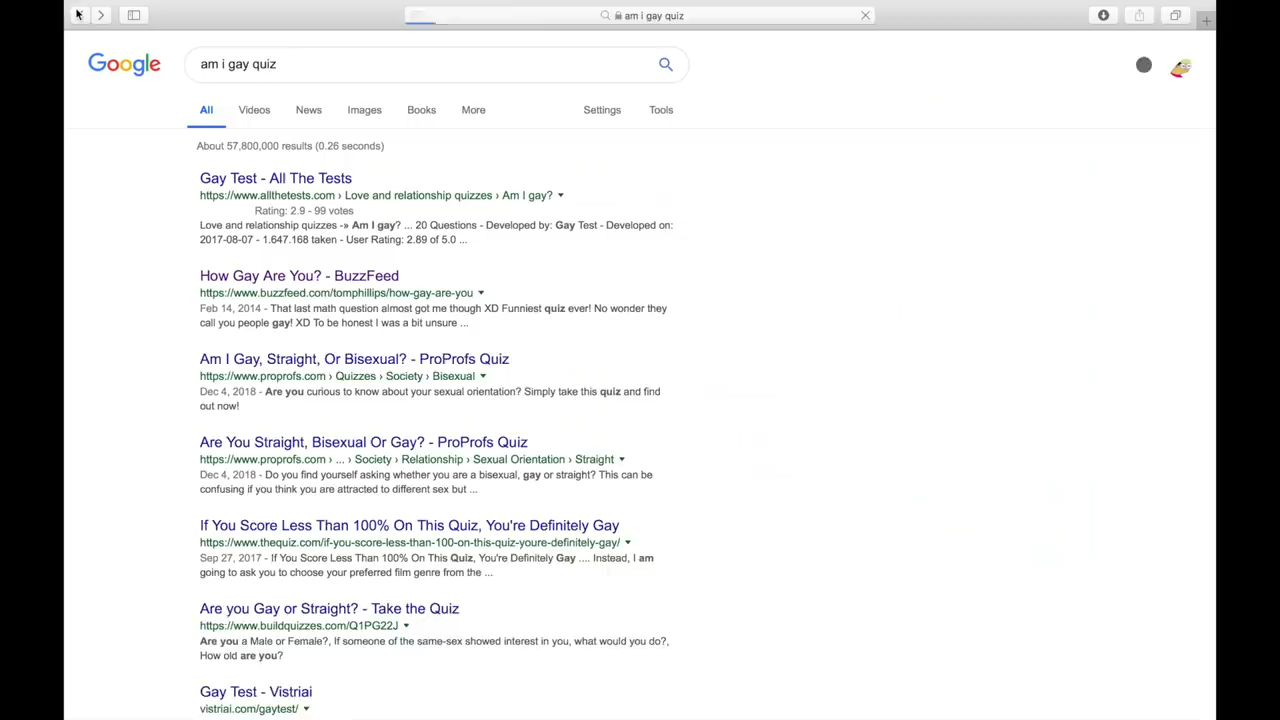 am i gay quiz
Google
am i gay quiz
All Videos News Images Books More Settings Tools
About 57,800,000 results (0.26 seconds)
Gay Test - All The Tests
https://www.allthetests.com › Love and relationship quizzes › Am I gay?
Rating: 2.9 - 99 votes
Love and relationship quizzes -» Am I gay? ... 20 Questions - Developed by: Gay Test - Developed on:
2017-08-07 - 1.647.168 taken - User Rating: 2.89 of 5.0 ...
How Gay Are You? - BuzzFeed
https://www.buzzfeed.com/tomphillips/how-gay-are-you
Feb 14, 2014 - That last math question almost got me though XD Funniest quiz ever! No wonder they
call you people gay! XD To be honest I was a bit unsure ...
Am I Gay, Straight, Or Bisexual? - ProProfs Quiz
https://www.proprofs.com › Quizzes › Society › Bisexual
Dec 4, 2018 - Are you curious to know about your sexual orientation? Simply take this quiz and find
out now!
Are You Straight, Bisexual Or Gay? - ProProfs Quiz
https://www.proprofs.com › ... › Society › Relationship › Sexual Orientation › Straight
Dec 4, 2018 - Do you find yourself asking whether you are a bisexual, gay or straight? This can be
confusing if you think you are attracted to different sex but ...
If You Score Less Than 100% On This Quiz, You're Definitely Gay
https://www.thequiz.com/if-you-score-less-than-100-on-this-quiz-youre-definitely-gay/
Sep 27, 2017 - If You Score Less Than 100% On This Quiz, You're Definitely Gay .... Instead, I am
going to ask you to choose your preferred film genre from the ...
Are you Gay or Straight? - Take the Quiz
https://www.buildquizzes.com/Q1PG22J
Are you a Male or Female?, If someone of the same-sex showed interest in you, what would you do?,
How old are you?
Gay Test - Vistriai
vistriai.com/gaytest/